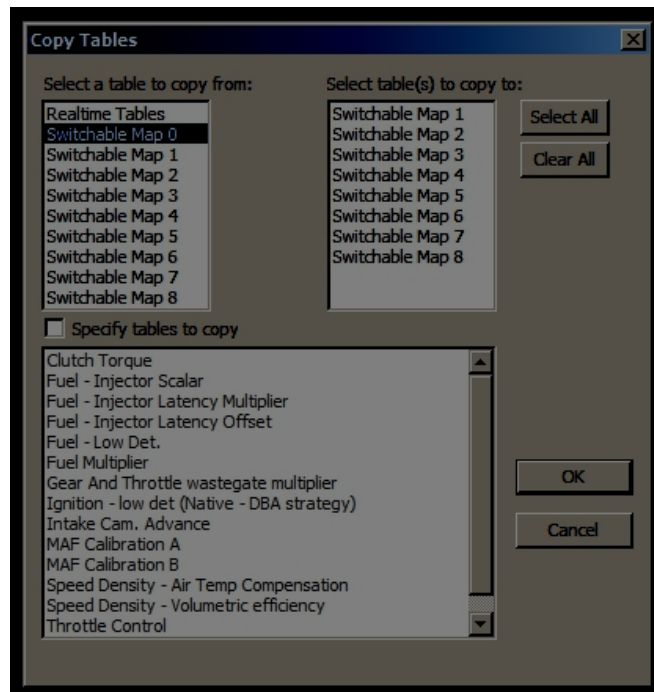 Copy Tables
Select a table to copy from:
Realtime Tables
Switchable Map 0
Switchable Map 1
Switchable Map 2
Switchable Map 3
Switchable Map 4
Switchable Map 5
Switchable Map 6
Switchable Map 7
Switchable Map 8
Select table(s) to copy to:
Switchable Map 1
Switchable Map 2
Switchable Map 3
Switchable Map 4
Switchable Map 5
Switchable Map 6
Switchable Map 7
Switchable Map 8
Select All
Clear All
Specify tables to copy
Clutch Torque
Fuel - Injector Scalar
Fuel - Injector Latency Multiplier
Fuel - Injector Latency Offset
Fuel - Low Det.
Fuel Multiplier
Gear And Throttle wastegate multiplier
Ignition - low det (Native - DBA strategy)
Intake Cam. Advance
MAF Calibration A
MAF Calibration B
Speed Density - Air Temp Compensation
Speed Density - Volumetric efficiency
Throttle Control
OK
Cancel